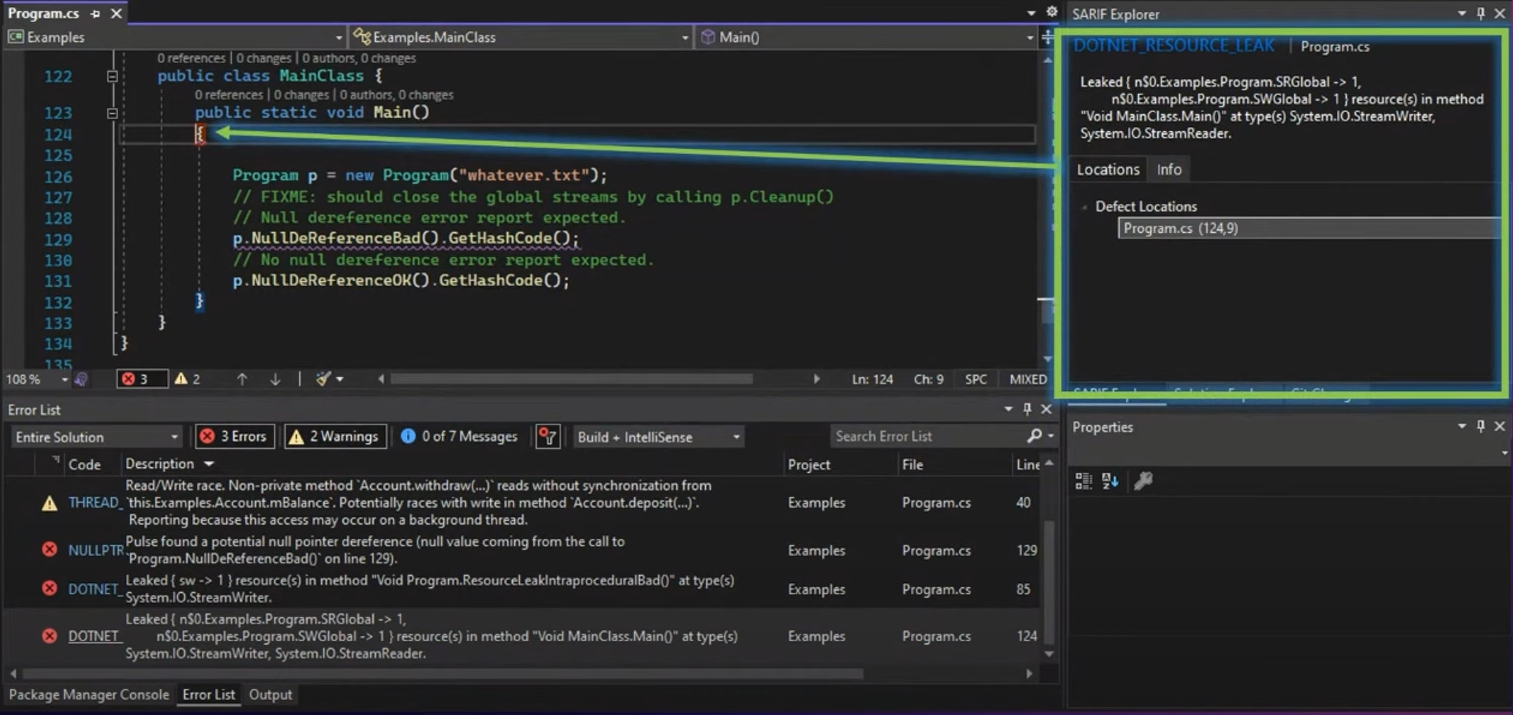 Program.cs
Examples
Examples.MainClass
Main()
0 references | 0 changes | 0 authors, 0 changes
122 public class MainClass {
0 references | 0 changes | 0 authors, 0 changes
123 public static void Main()
124 {
125
126 Program p = new Program("whatever.txt");
127 // FIXME: should close the global streams by calling p.Cleanup()
128 // Null dereference error report expected.
129 p.NullDeReferenceBad().GetHashCode();
130 // No null dereference error report expected.
131 p.NullDeReferenceOK().GetHashCode();
132 }
133 }
134 }
135
108 % 3 2 Ln: 124 Ch: 9 SPC MIXED
SARIF Explorer
DOTNET_RESOURCE_LEAK | Program.cs
Leaked { n$0.Examples.Program.SRGlobal -> 1,
n$0.Examples.Program.SWGlobal -> 1 } resource(s) in method
"Void MainClass.Main()" at type(s) System.IO.StreamWriter,
System.IO.StreamReader.
Locations Info
Defect Locations
Program.cs (124,9)
Error List
Entire Solution 3 Errors 2 Warnings 0 of 7 Messages Build + IntelliSense Search Error List
Code Description Project File Line
Read/Write race. Non-private method `Account.withdraw(...)` reads without synchronization from
THREAD_ `this.Examples.Account.mBalance`. Potentially races with write in method `Account.deposit(...)`. Examples Program.cs 40
Reporting because this access may occur on a background thread.
Pulse found a potential null pointer dereference (null value coming from the call to
NULLPTR `Program.NullDeReferenceBad()` on line 129). Examples Program.cs 129
Leaked { sw -> 1 } resource(s) in method "Void Program.ResourceLeakIntraproceduralBad()" at type(s)
DOTNET_ System.IO.StreamWriter. Examples Program.cs 85
Leaked { n$0.Examples.Program.SRGlobal -> 1,
DOTNET_ n$0.Examples.Program.SWGlobal -> 1 } resource(s) in method "Void MainClass.Main()" at type(s) Examples Program.cs 124
System.IO.StreamWriter, System.IO.StreamReader.
Package Manager Console Error List Output
Properties